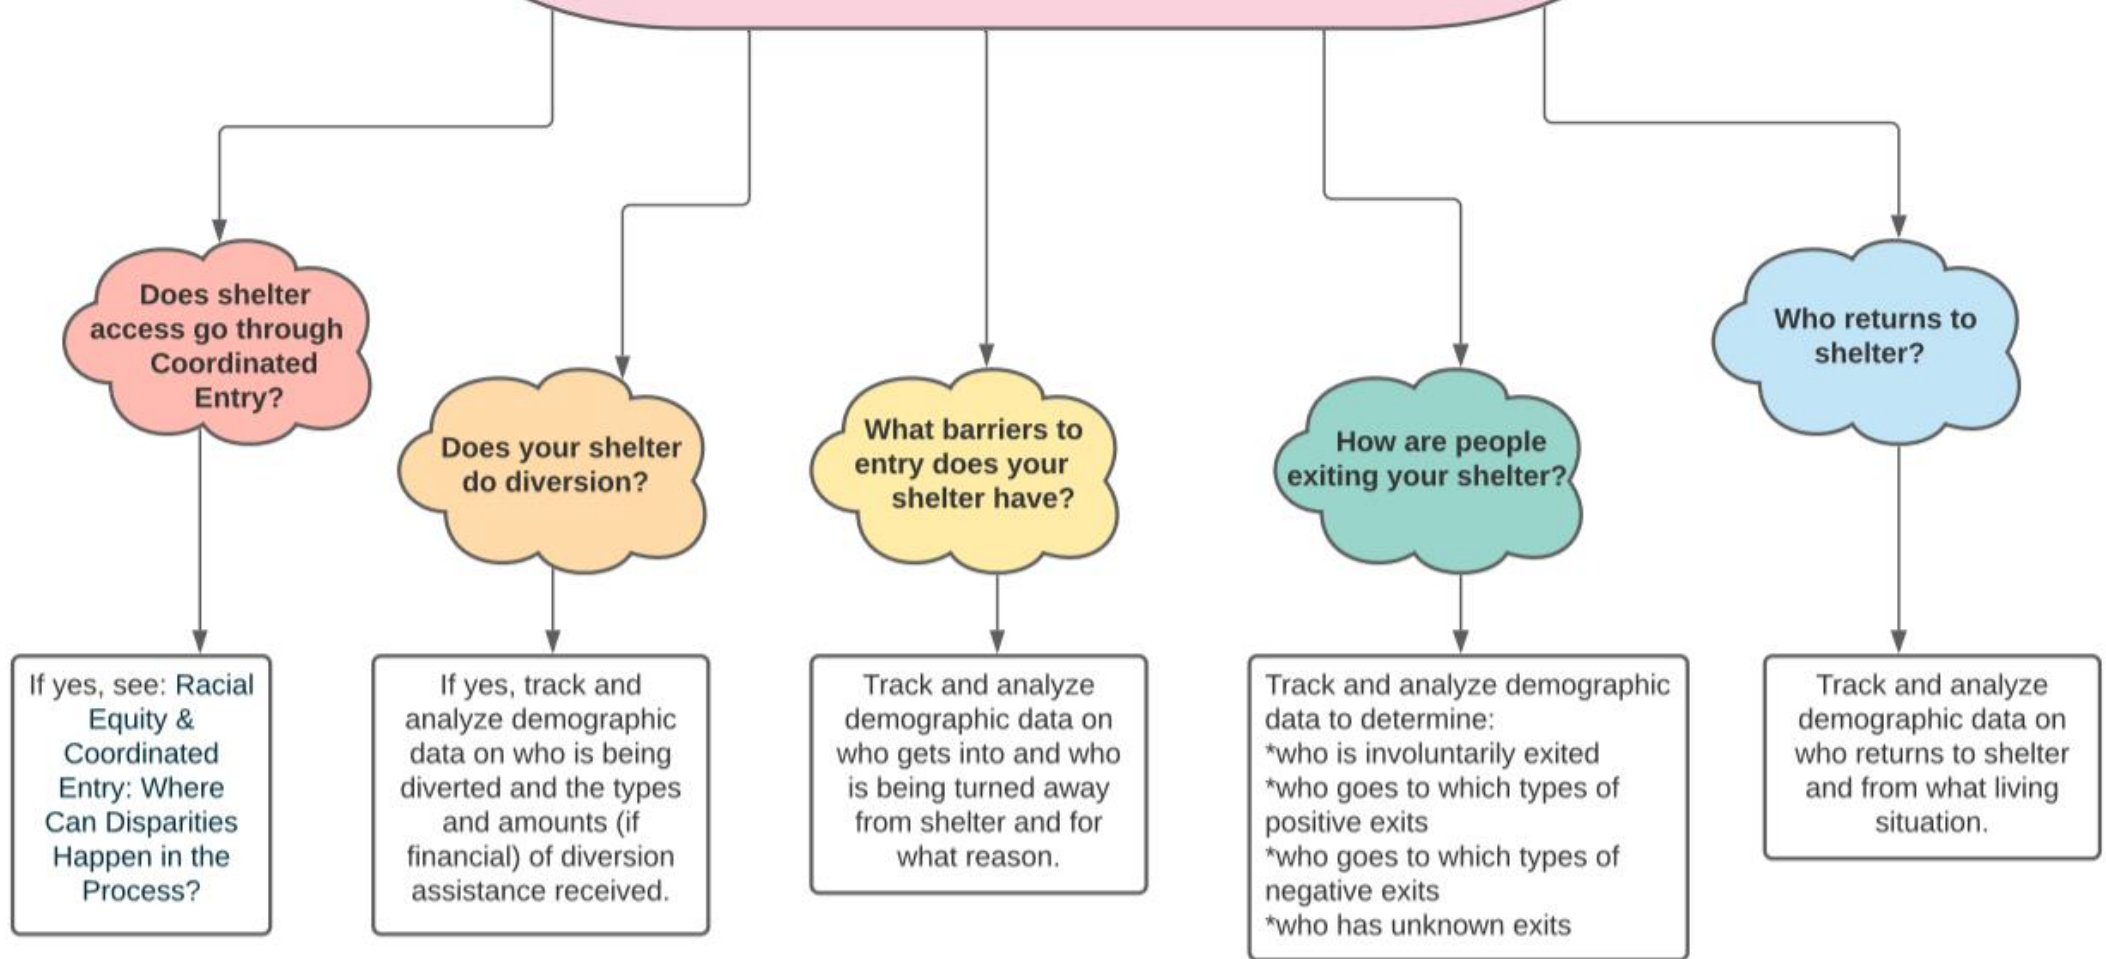 Does shelter
access go through
Coordinated
Entry?
Does your shelter
do diversion?
What barriers to
entry does your
shelter have?
How are people
exiting your shelter?
Who returns to
shelter?
If yes, see: Racial
Equity &
Coordinated
Entry: Where
Can Disparities
Happen in the
Process?
If yes, track and
analyze demographic
data on who is being
diverted and the types
and amounts (if
financial) of diversion
assistance received.
Track and analyze
demographic data on
who gets into and who
is being turned away
from shelter and for
what reason.
Track and analyze demographic
data to determine:
*who is involuntarily exited
*who goes to which types of
positive exits
*who goes to which types of
negative exits
*who has unknown exits
Track and analyze
demographic data on
who returns to shelter
and from what living
situation.